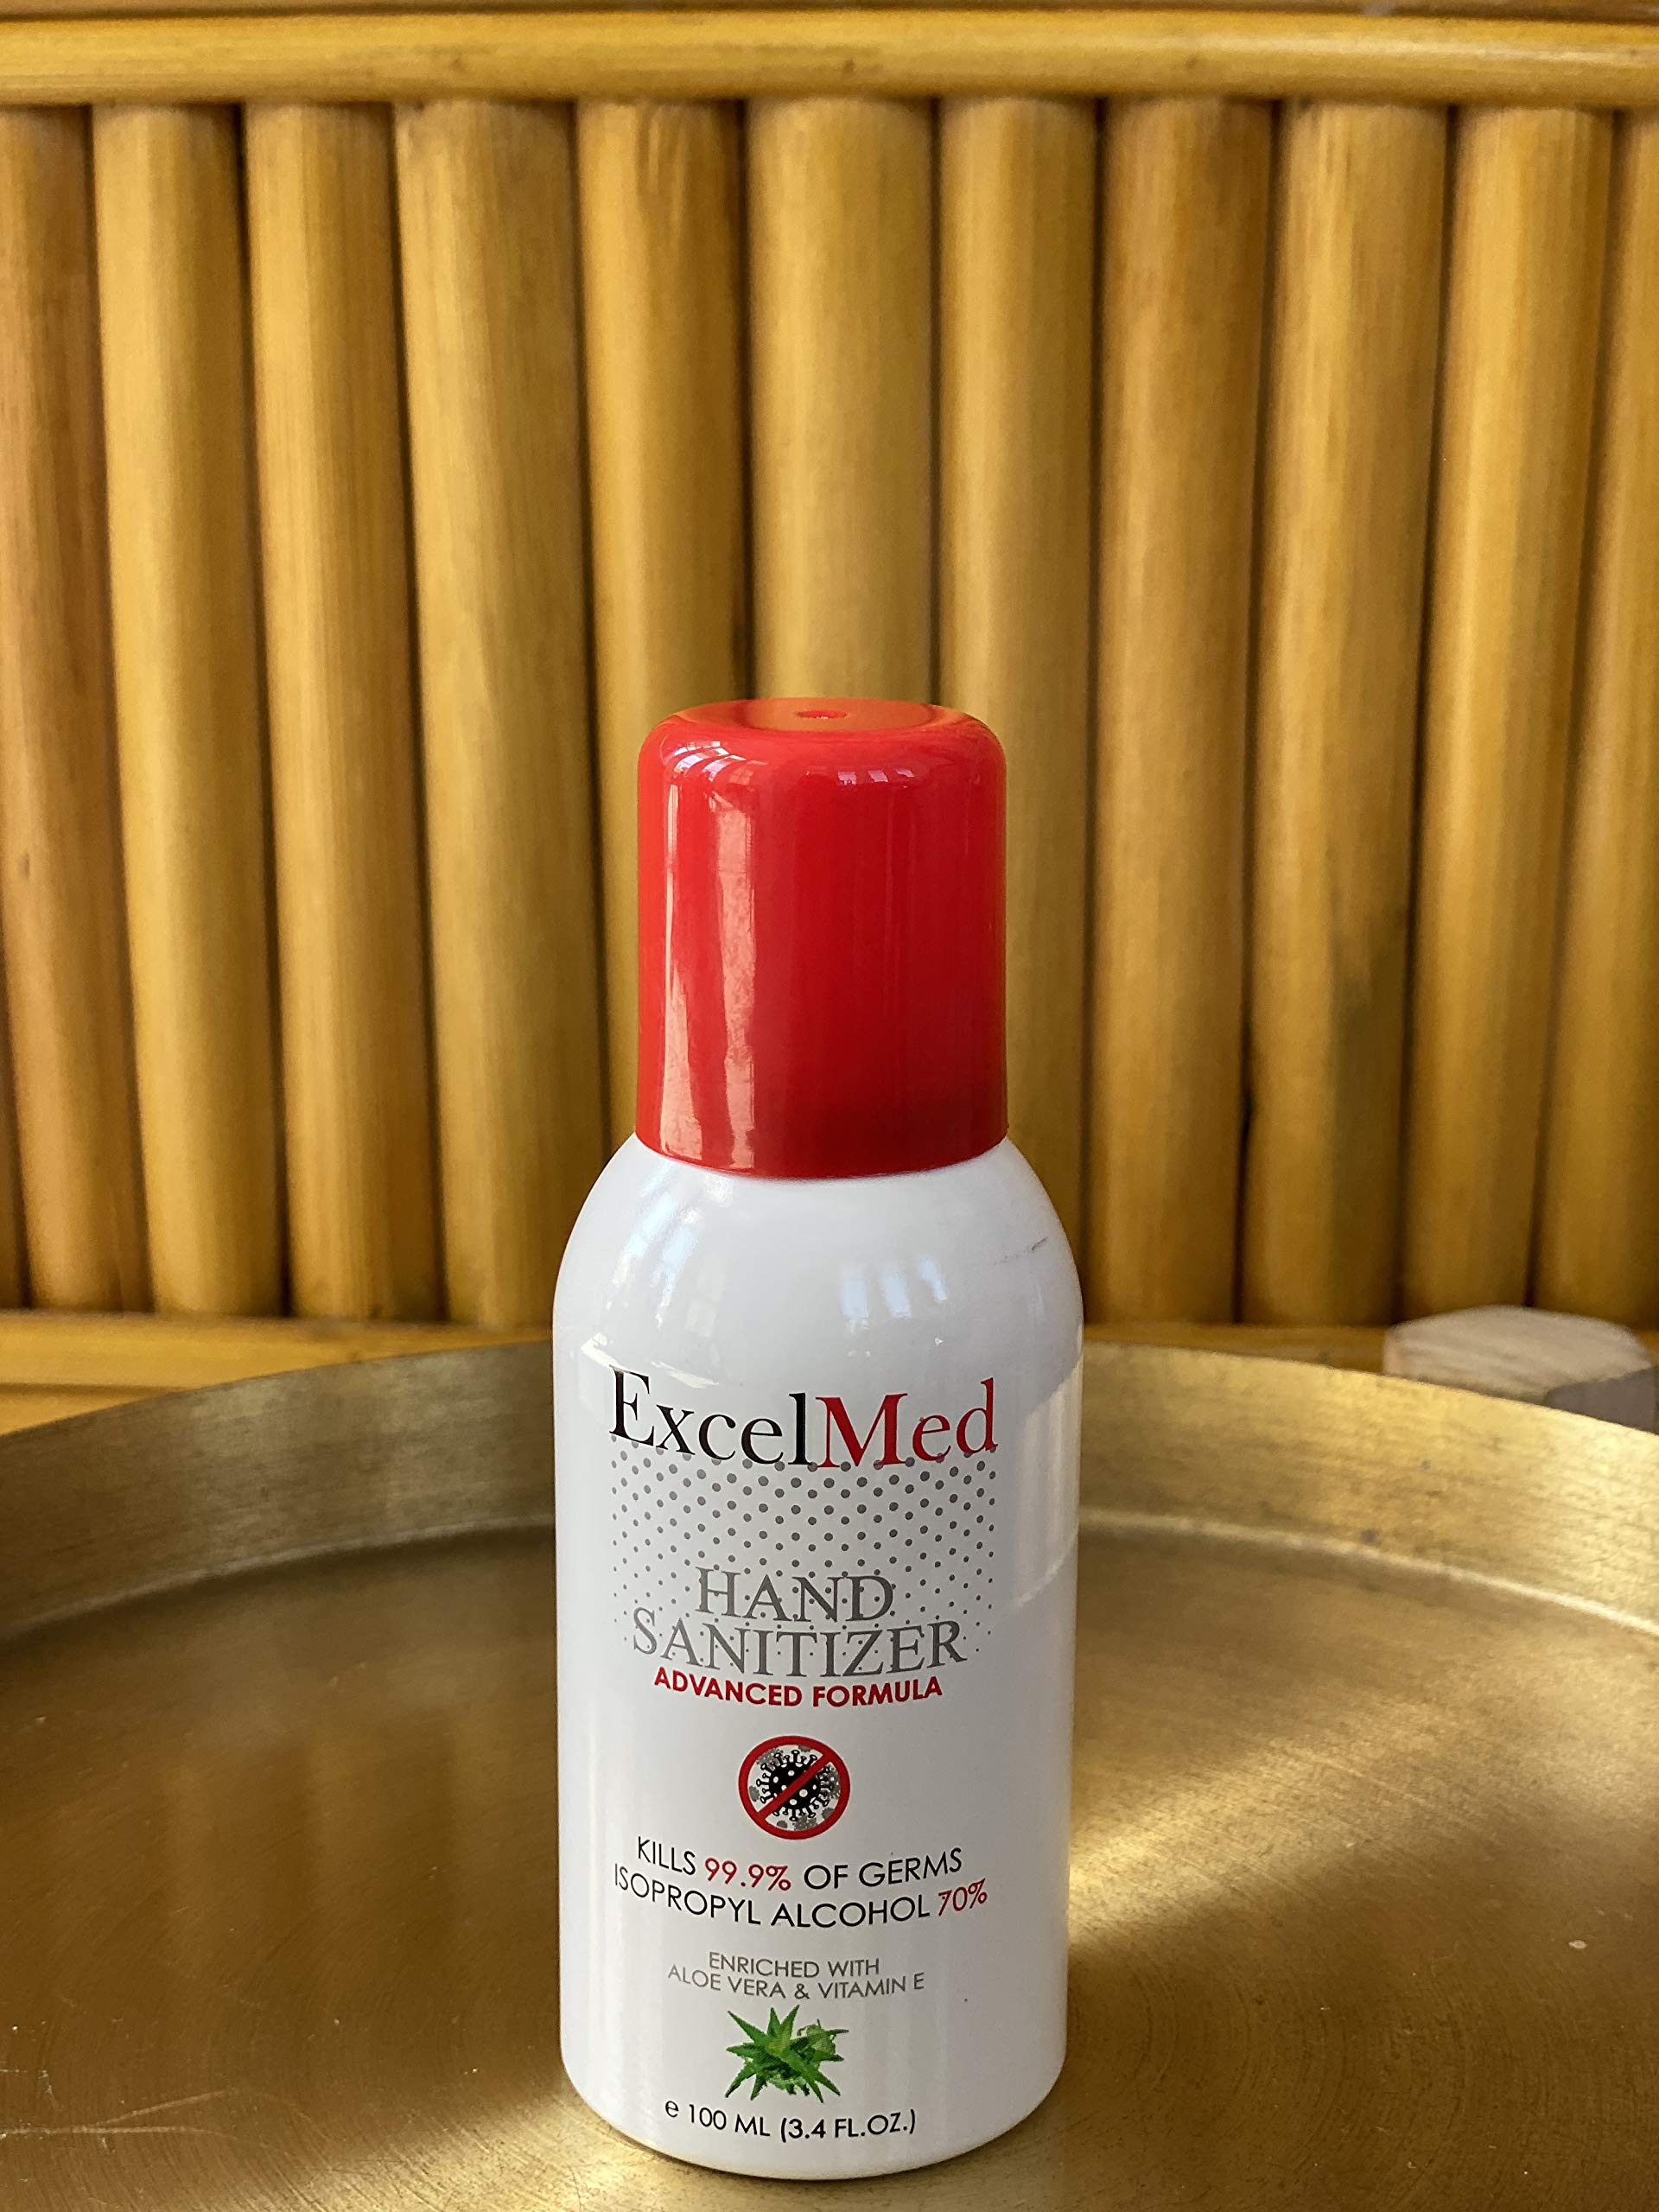 ExcelMed
HAND
SANITIZER
ADVANCED FORMULA
KILLS 99.9% OF GERMS
ISOPROPYL ALCOHOL 70%
ENRICHED WITH
ALOE VERA & VITAMIN E
℮ 100 ML (3.4 FL.OZ.)